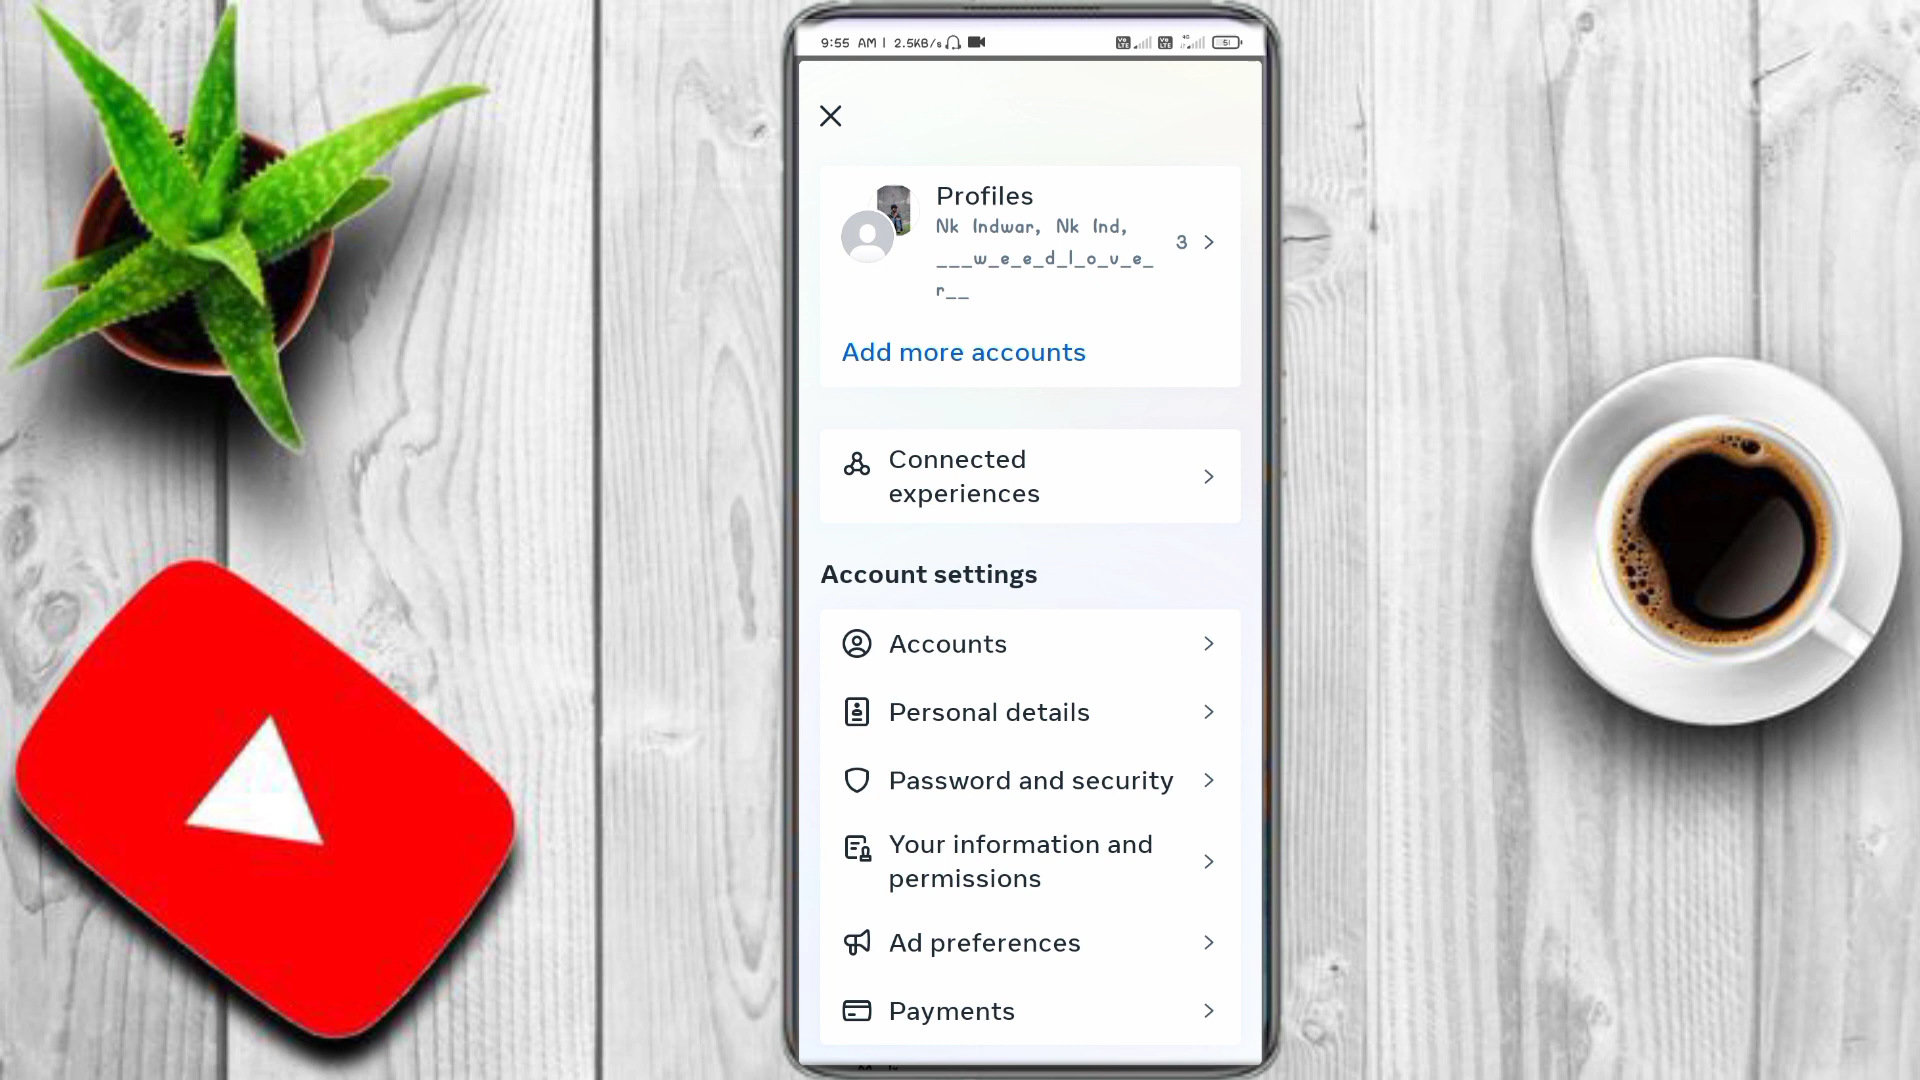 9:55 AM | 2.5KB/s
51
Profiles
Nk Indwar, Nk Ind,
___w_e_e_d_l_o_v_e_
r__
3
Add more accounts
Connected
experiences
Account settings
Accounts
Personal details
Password and security
Your information and
permissions
Ad preferences
Payments